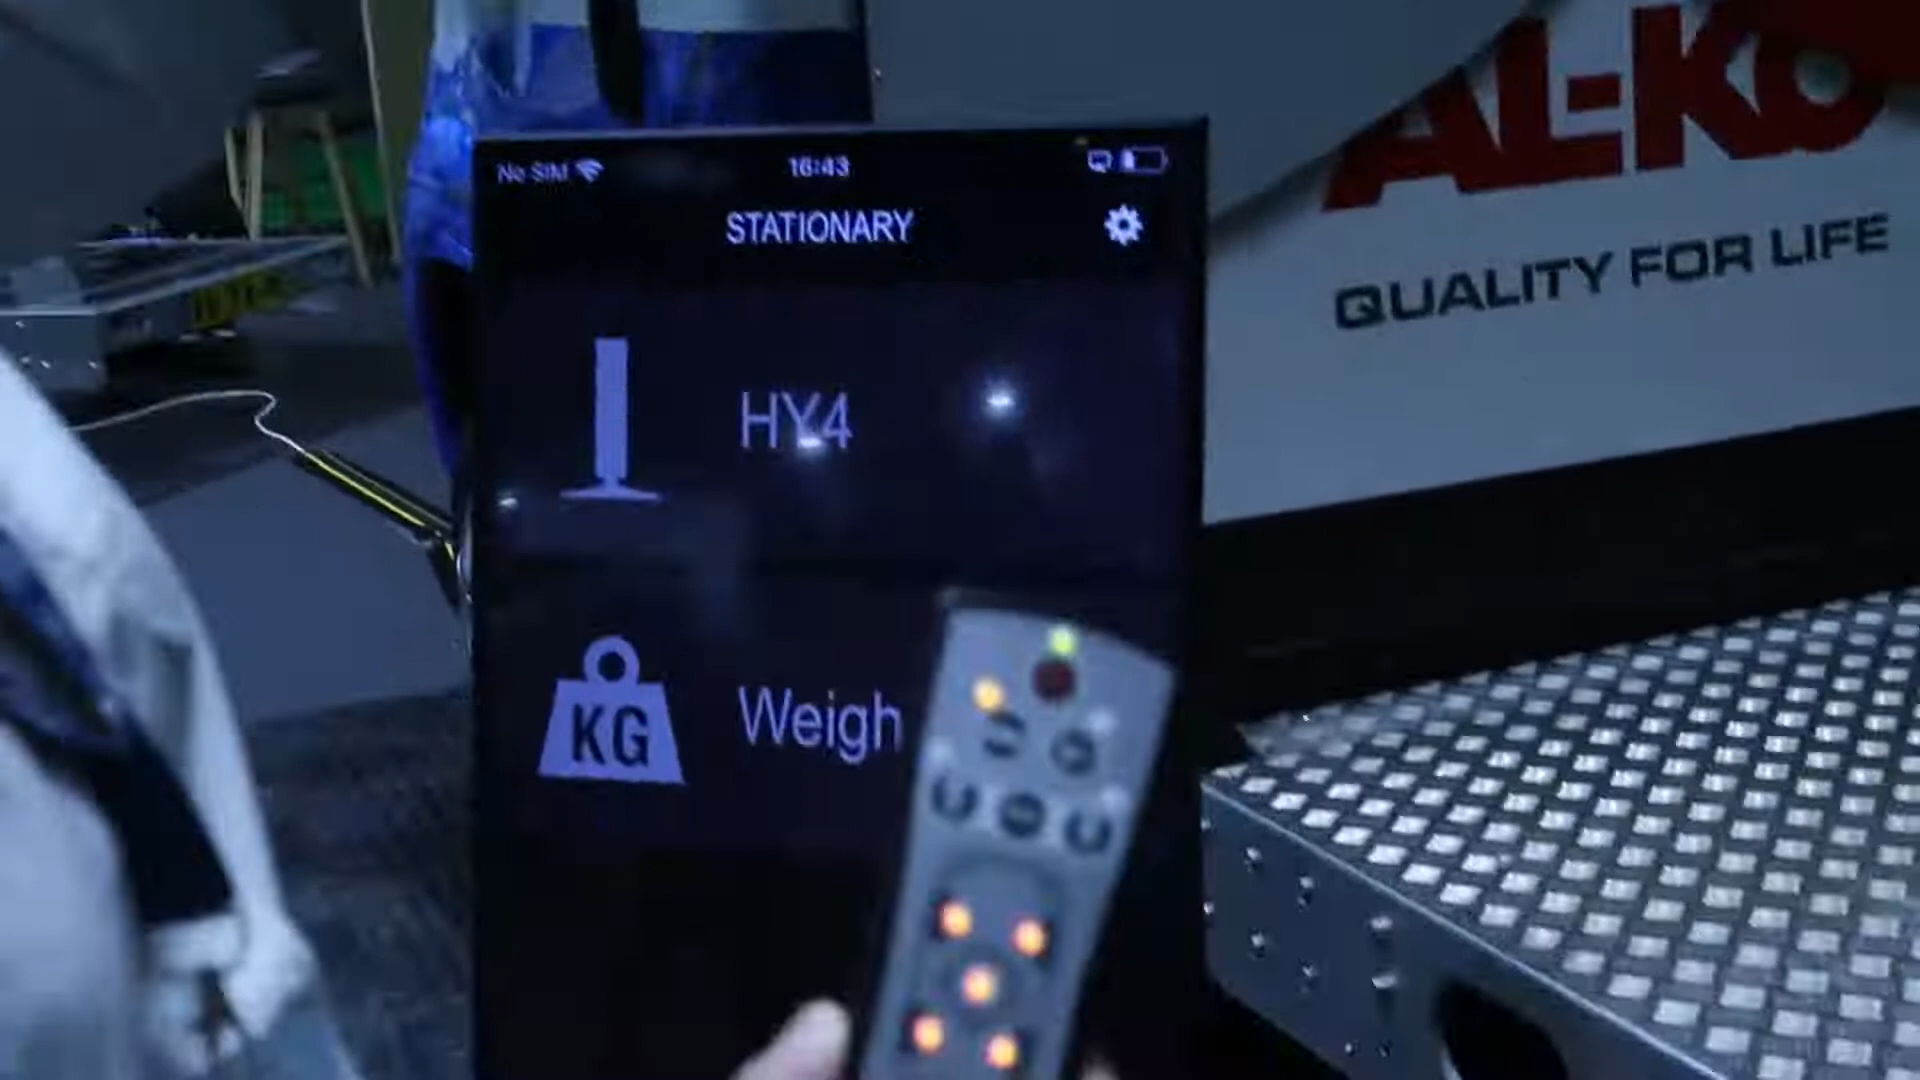 No SIM
16:43
STATIONARY
HY4
KG
Weigh
AL-KO
QUALITY FOR LIFE